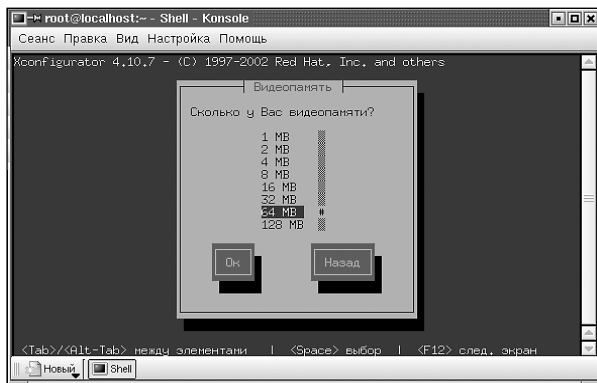 root@localhost:~ - Shell - Konsole
Сеанс Правка Вид Настройка Помощь
Xconfigurator 4.10.7 - (C) 1997-2002 Red Hat, Inc. and others
Видеопамять
Сколько у Вас видеопамяти?
1 MB
2 MB
4 MB
8 MB
16 MB
32 MB
64 MB #
128 MB
Ок Назад
<Tab>/<Alt-Tab> между элементами | <Space> выбор | <F12> след. экран
Новый Shell